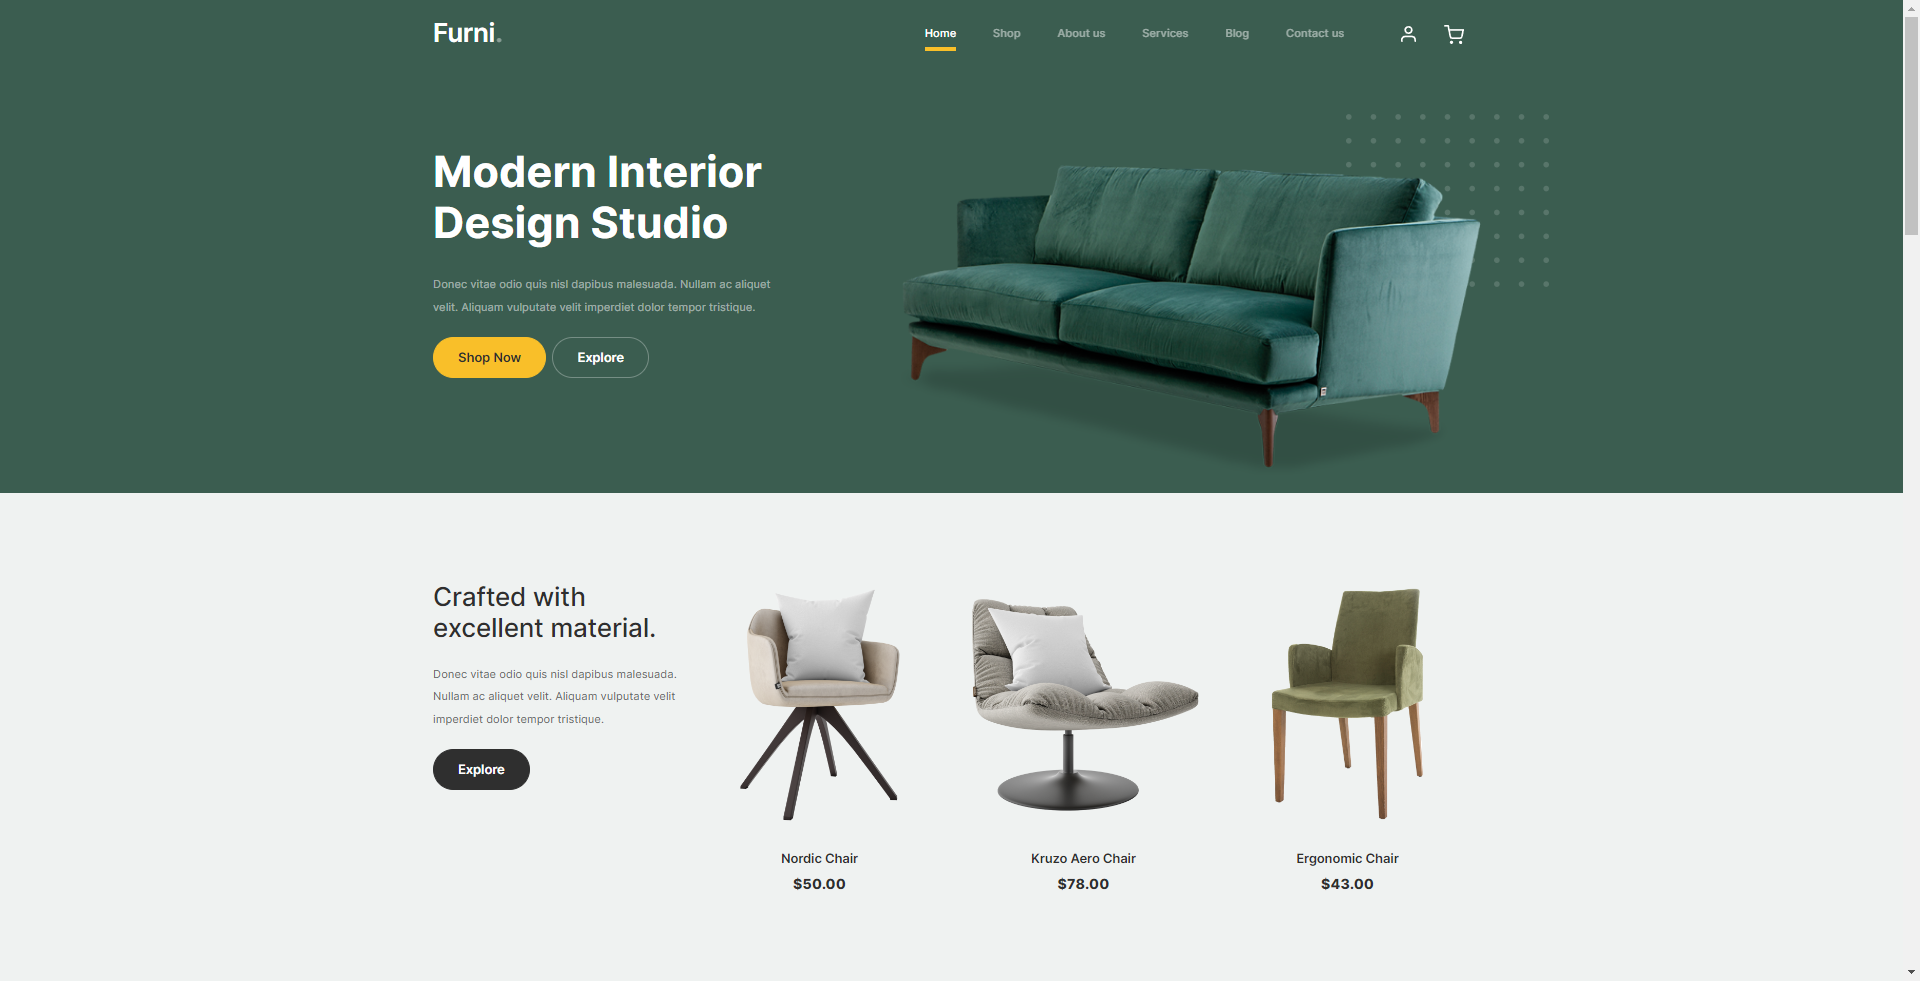 Furni.
Home
Shop
About us
Services
Blog
Contact us
Modern Interior
Design Studio
Donec vitae odio quis nisl dapibus malesuada. Nullam ac aliquet
velit. Aliquam vulputate velit imperdiet dolor tempor tristique.
Shop Now
Explore
Crafted with
excellent material.
Donec vitae odio quis nisl dapibus malesuada.
Nullam ac aliquet velit. Aliquam vulputate velit
imperdiet dolor tempor tristique.
Explore
Nordic Chair
$50.00
Kruzo Aero Chair
$78.00
Ergonomic Chair
$43.00